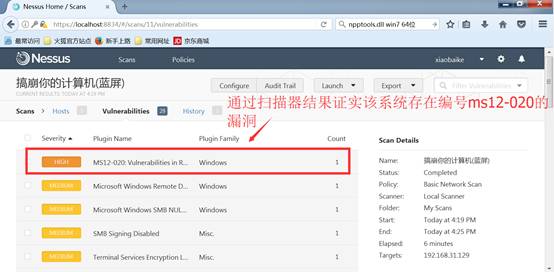 Nessus Home / Scans
https://localhost:8834/#/scans/11/vulnerabilities
npptools.dll win7 64位
最常访问 火狐官方站点 新手上路 常用网址 JD 京东商城
Nessus Scans Policies xiaobaike
搞崩你的计算机(蓝屏)
CURRENT RESULTS: TODAY AT 4:19 PM
Configure Audit Trail Launch Export Filter Vulnerabilities
Scans Hosts 1 Vulnerabilities 28 History 1
通过扫描器结果证实该系统存在编号ms12-020的
漏洞
Severity Plugin Name Plugin Family Count
HIGH MS12-020: Vulnerabilities in R... Windows 1
MEDIUM Microsoft Windows Remote D... Windows 1
MEDIUM Microsoft Windows SMB NUL... Windows 1
MEDIUM SMB Signing Disabled Misc. 1
MEDIUM Terminal Services Encryption L... Misc. 1
Scan Details
Name: 搞崩你的计算机(蓝屏)
Status: Completed
Policy: Basic Network Scan
Scanner: Local Scanner
Folder: My Scans
Start: Today at 4:19 PM
End: Today at 4:25 PM
Elapsed: 6 minutes
Targets: 192.168.31.129